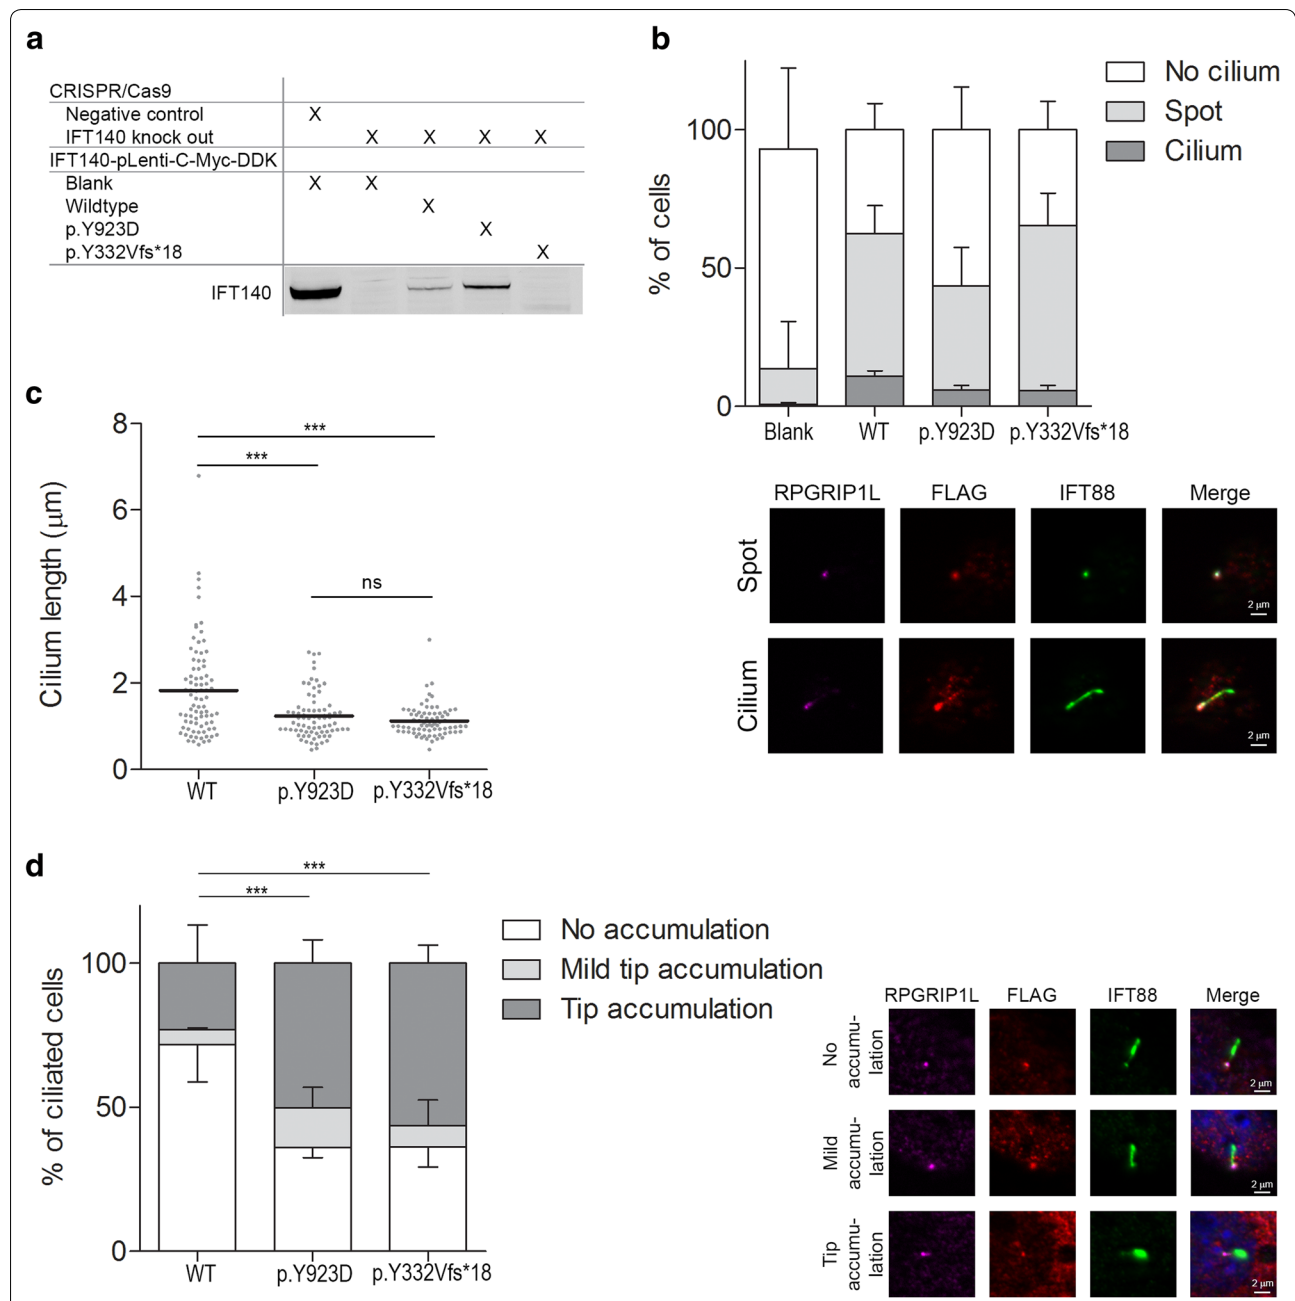 a
CRISPR/Cas9
Negative control X
IFT140 knock out X X X X
IFT140-pLenti-C-Myc-DDK
Blank X X
Wildtype X
p.Y923D X
p.Y332Vfs*18 X
IFT140
b
No cilium
Spot
Cilium
% of cells
100
50
0
Blank WT p.Y923D p.Y332Vfs*18
RPGRIP1L FLAG IFT88 Merge
Spot
2 µm
Cilium
2 µm
c
Cilium length (µm)
8
6
4
2
0
***
***
ns
WT p.Y923D p.Y332Vfs*18
d
***
***
% of ciliated cells
100
50
0
WT p.Y923D p.Y332Vfs*18
No accumulation
Mild tip accumulation
Tip accumulation
RPGRIP1L FLAG IFT88 Merge
No
accumu-
lation
2 µm
Mild
accumu-
lation
2 µm
Tip
accumu-
lation
2 µm